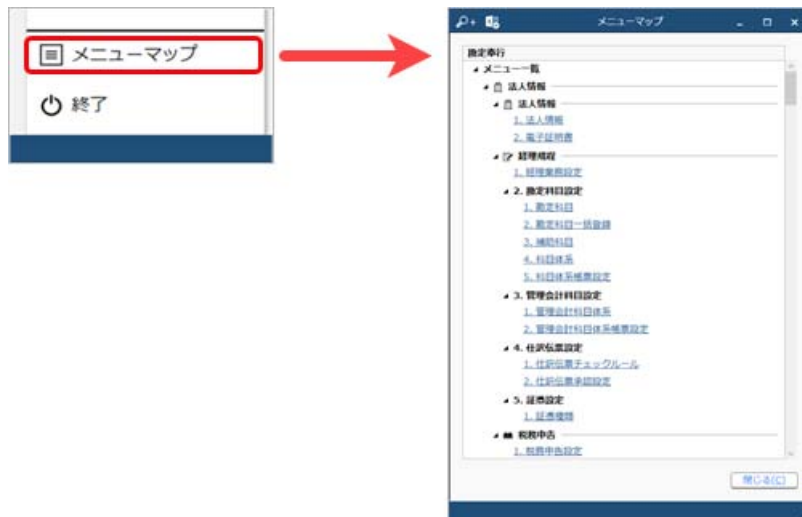 メニューマップ
終了
メニューマップ
勘定奉行
メニュー一覧
法人情報
法人情報
1. 法人情報
2. 電子証明書
経理規程
1. 経理業務設定
2. 勘定科目設定
1. 勘定科目
2. 勘定科目一括登録
3. 補助科目
4. 科目体系
5. 科目体系帳票設定
3. 管理会計科目設定
1. 管理会計科目体系
2. 管理会計科目体系帳票設定
4. 仕訳伝票設定
1. 仕訳伝票チェックルール
2. 仕訳伝票承認設定
5. 証憑設定
1. 証憑種類
税務申告
1. 税務申告設定
閉じる(C)